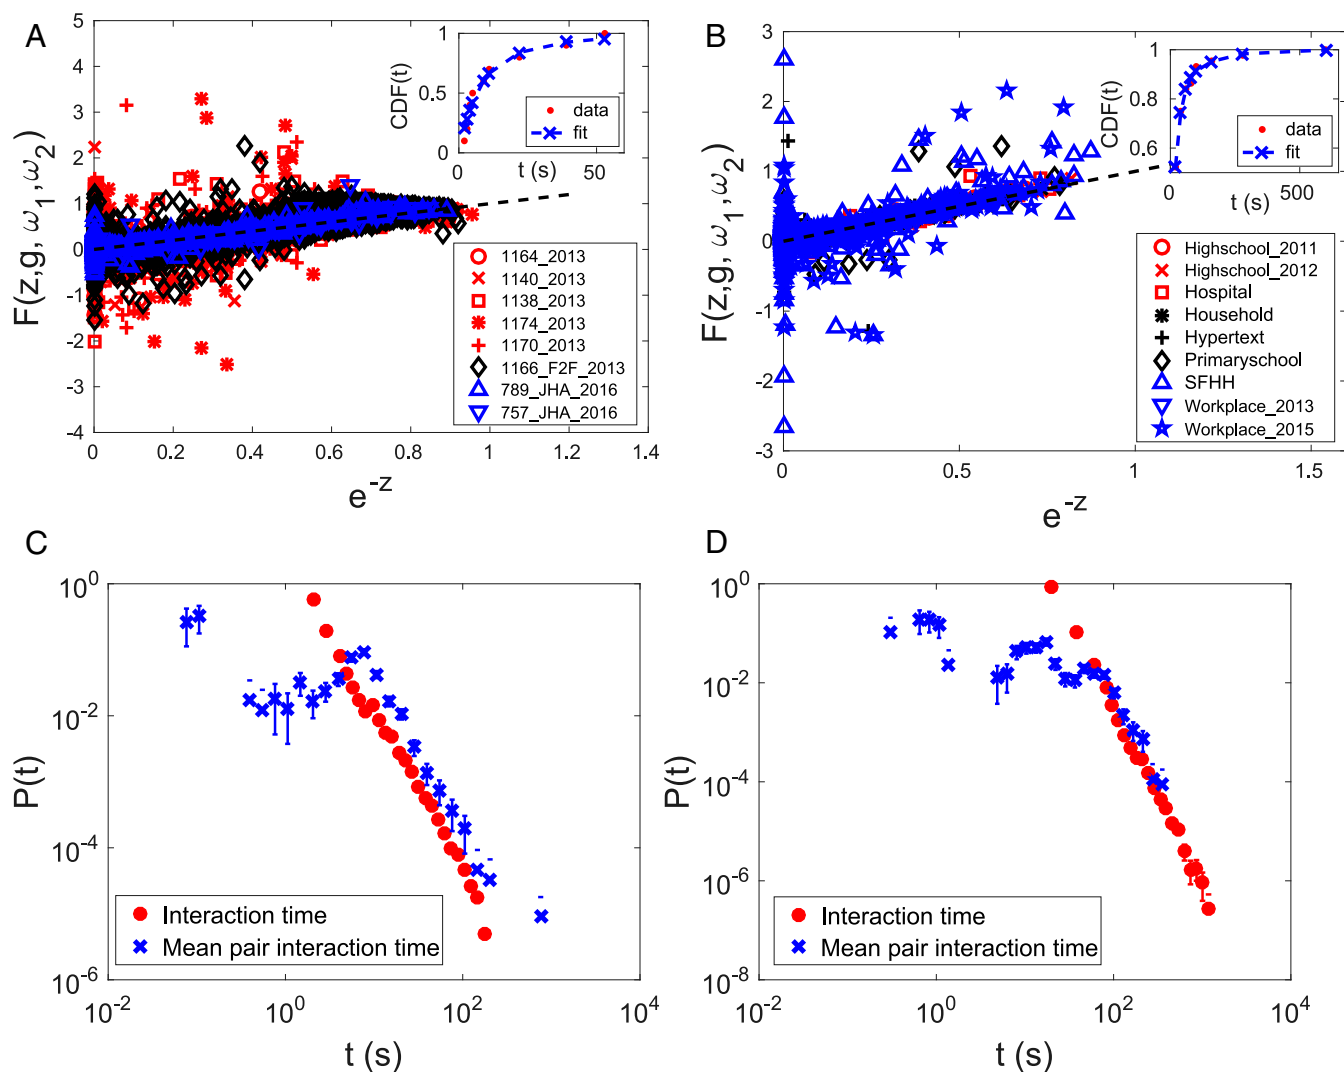 A
F(z,g, ω1,ω2)
5
4
3
2
1
0
-1
-2
-3
-4
0
0.2
0.4
0.6
0.8
1
1.2
1.4
e-z
CDF(t)
1
0.5
0
0
50
t (s)
data
fit
1164_2013
1140_2013
1138_2013
1174_2013
1170_2013
1166_F2F_2013
789_JHA_2016
757_JHA_2016
B
F(z,g, ω1,ω2)
3
2
1
0
-1
-2
-3
0
0.5
1
1.5
e-z
CDF(t)
1
0.8
0.6
0
500
t (s)
data
fit
Highschool_2011
Highschool_2012
Hospital
Household
Hypertext
Primaryschool
SFHH
Workplace_2013
Workplace_2015
C
P(t)
10^0
10^-2
10^-4
10^-6
10^-2
10^0
10^2
10^4
t (s)
Interaction time
Mean pair interaction time
D
P(t)
10^0
10^-2
10^-4
10^-6
10^-8
10^-2
10^0
10^2
10^4
t (s)
Interaction time
Mean pair interaction time